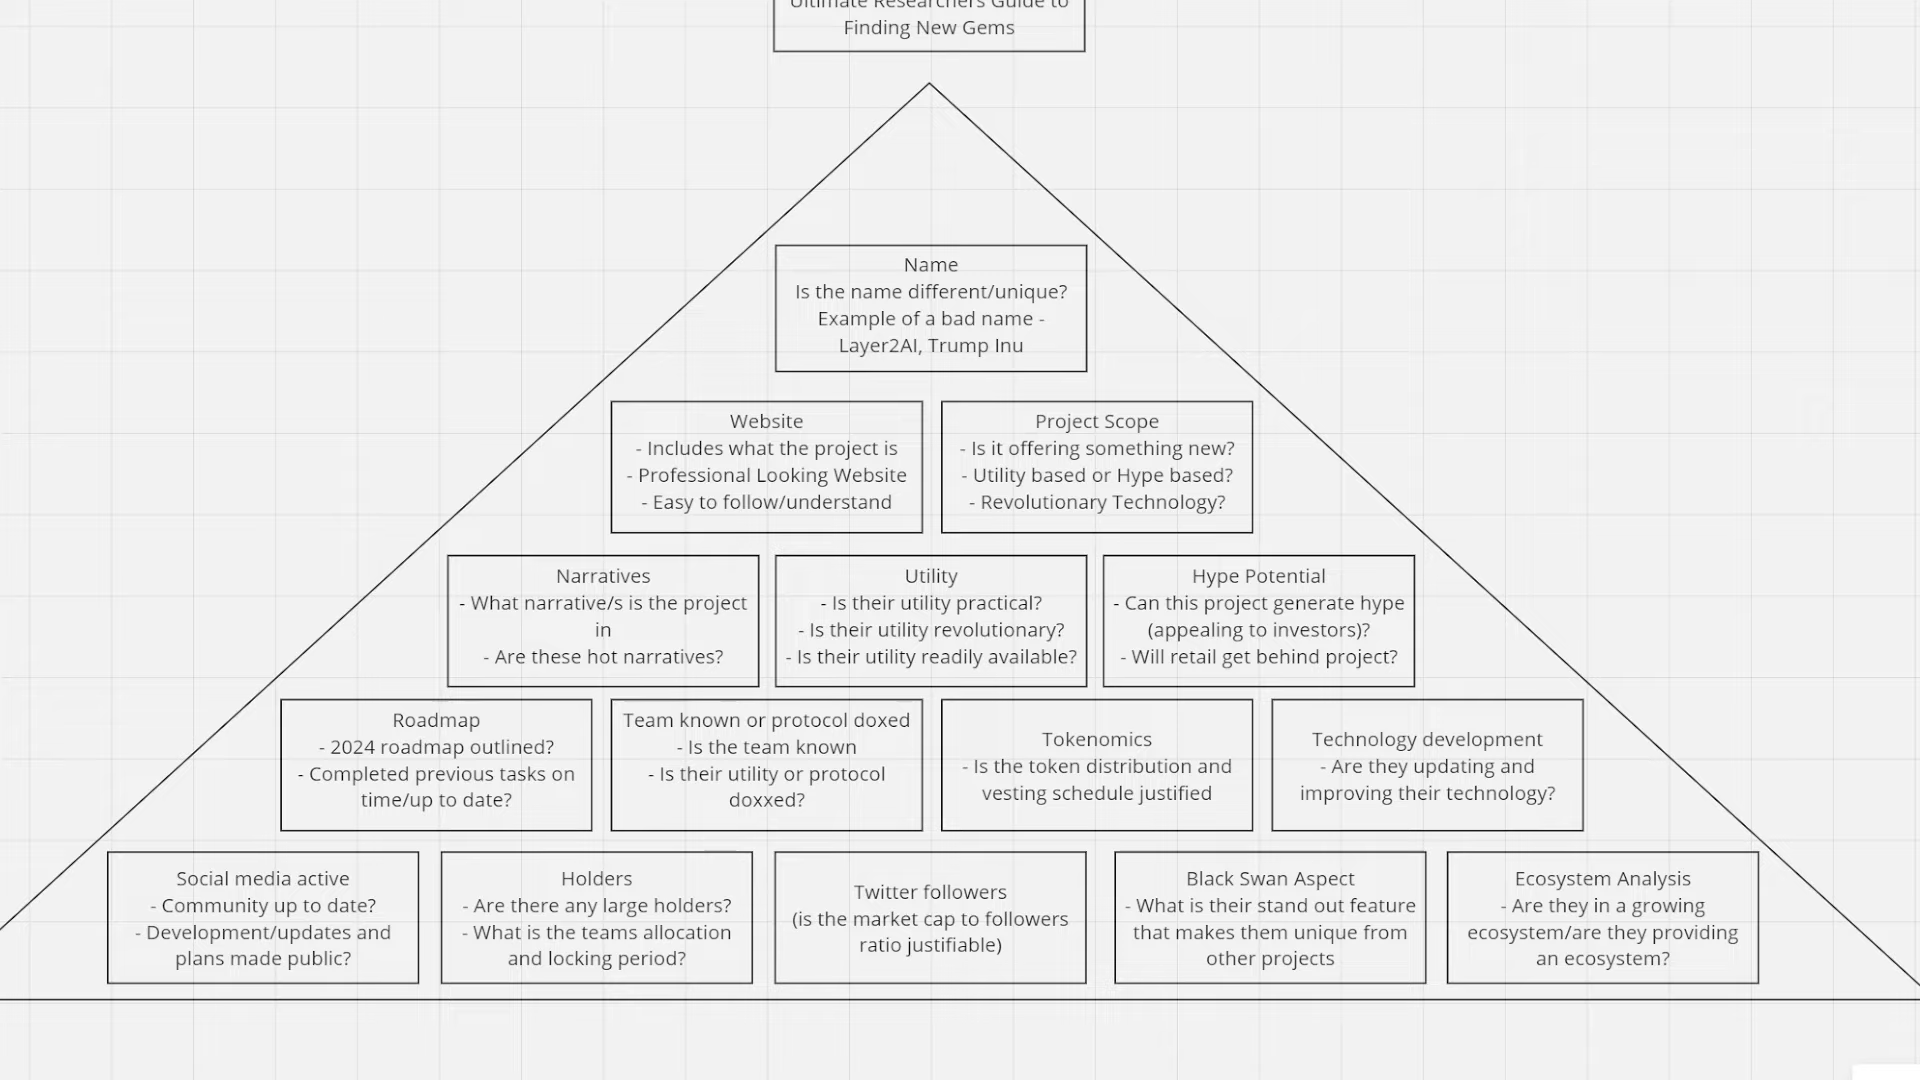 Ultimate Researchers Guide to
Finding New Gems
Name
Is the name different/unique?
Example of a bad name -
Layer2AI, Trump Inu
Website
- Includes what the project is
- Professional Looking Website
- Easy to follow/understand
Project Scope
- Is it offering something new?
- Utility based or Hype based?
- Revolutionary Technology?
Narratives
- What narrative/s is the project
in
- Are these hot narratives?
Utility
- Is their utility practical?
- Is their utility revolutionary?
- Is their utility readily available?
Hype Potential
- Can this project generate hype
(appealing to investors)?
- Will retail get behind project?
Roadmap
- 2024 roadmap outlined?
- Completed previous tasks on
time/up to date?
Team known or protocol doxed
- Is the team known
- Is their utility or protocol
doxxed?
Tokenomics
- Is the token distribution and
vesting schedule justified
Technology development
- Are they updating and
improving their technology?
Social media active
- Community up to date?
- Development/updates and
plans made public?
Holders
- Are there any large holders?
- What is the teams allocation
and locking period?
Twitter followers
(is the market cap to followers
ratio justifiable)
Black Swan Aspect
- What is their stand out feature
that makes them unique from
other projects
Ecosystem Analysis
- Are they in a growing
ecosystem/are they providing
an ecosystem?